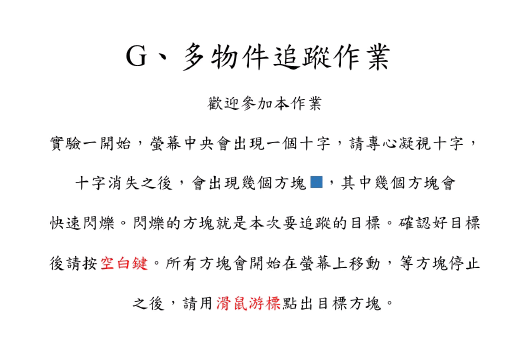 G、多物件追蹤作業
歡迎參加本作業
實驗一開始，螢幕中央會出現一個十字，請專心凝視十字，
十字消失之後，會出現幾個方塊，其中幾個方塊會
快速閃爍。閃爍的方塊就是本次要追蹤的目標。確認好目標
後請按空白鍵。所有方塊會開始在螢幕上移動，等方塊停止
之後，請用滑鼠游標點出目標方塊。